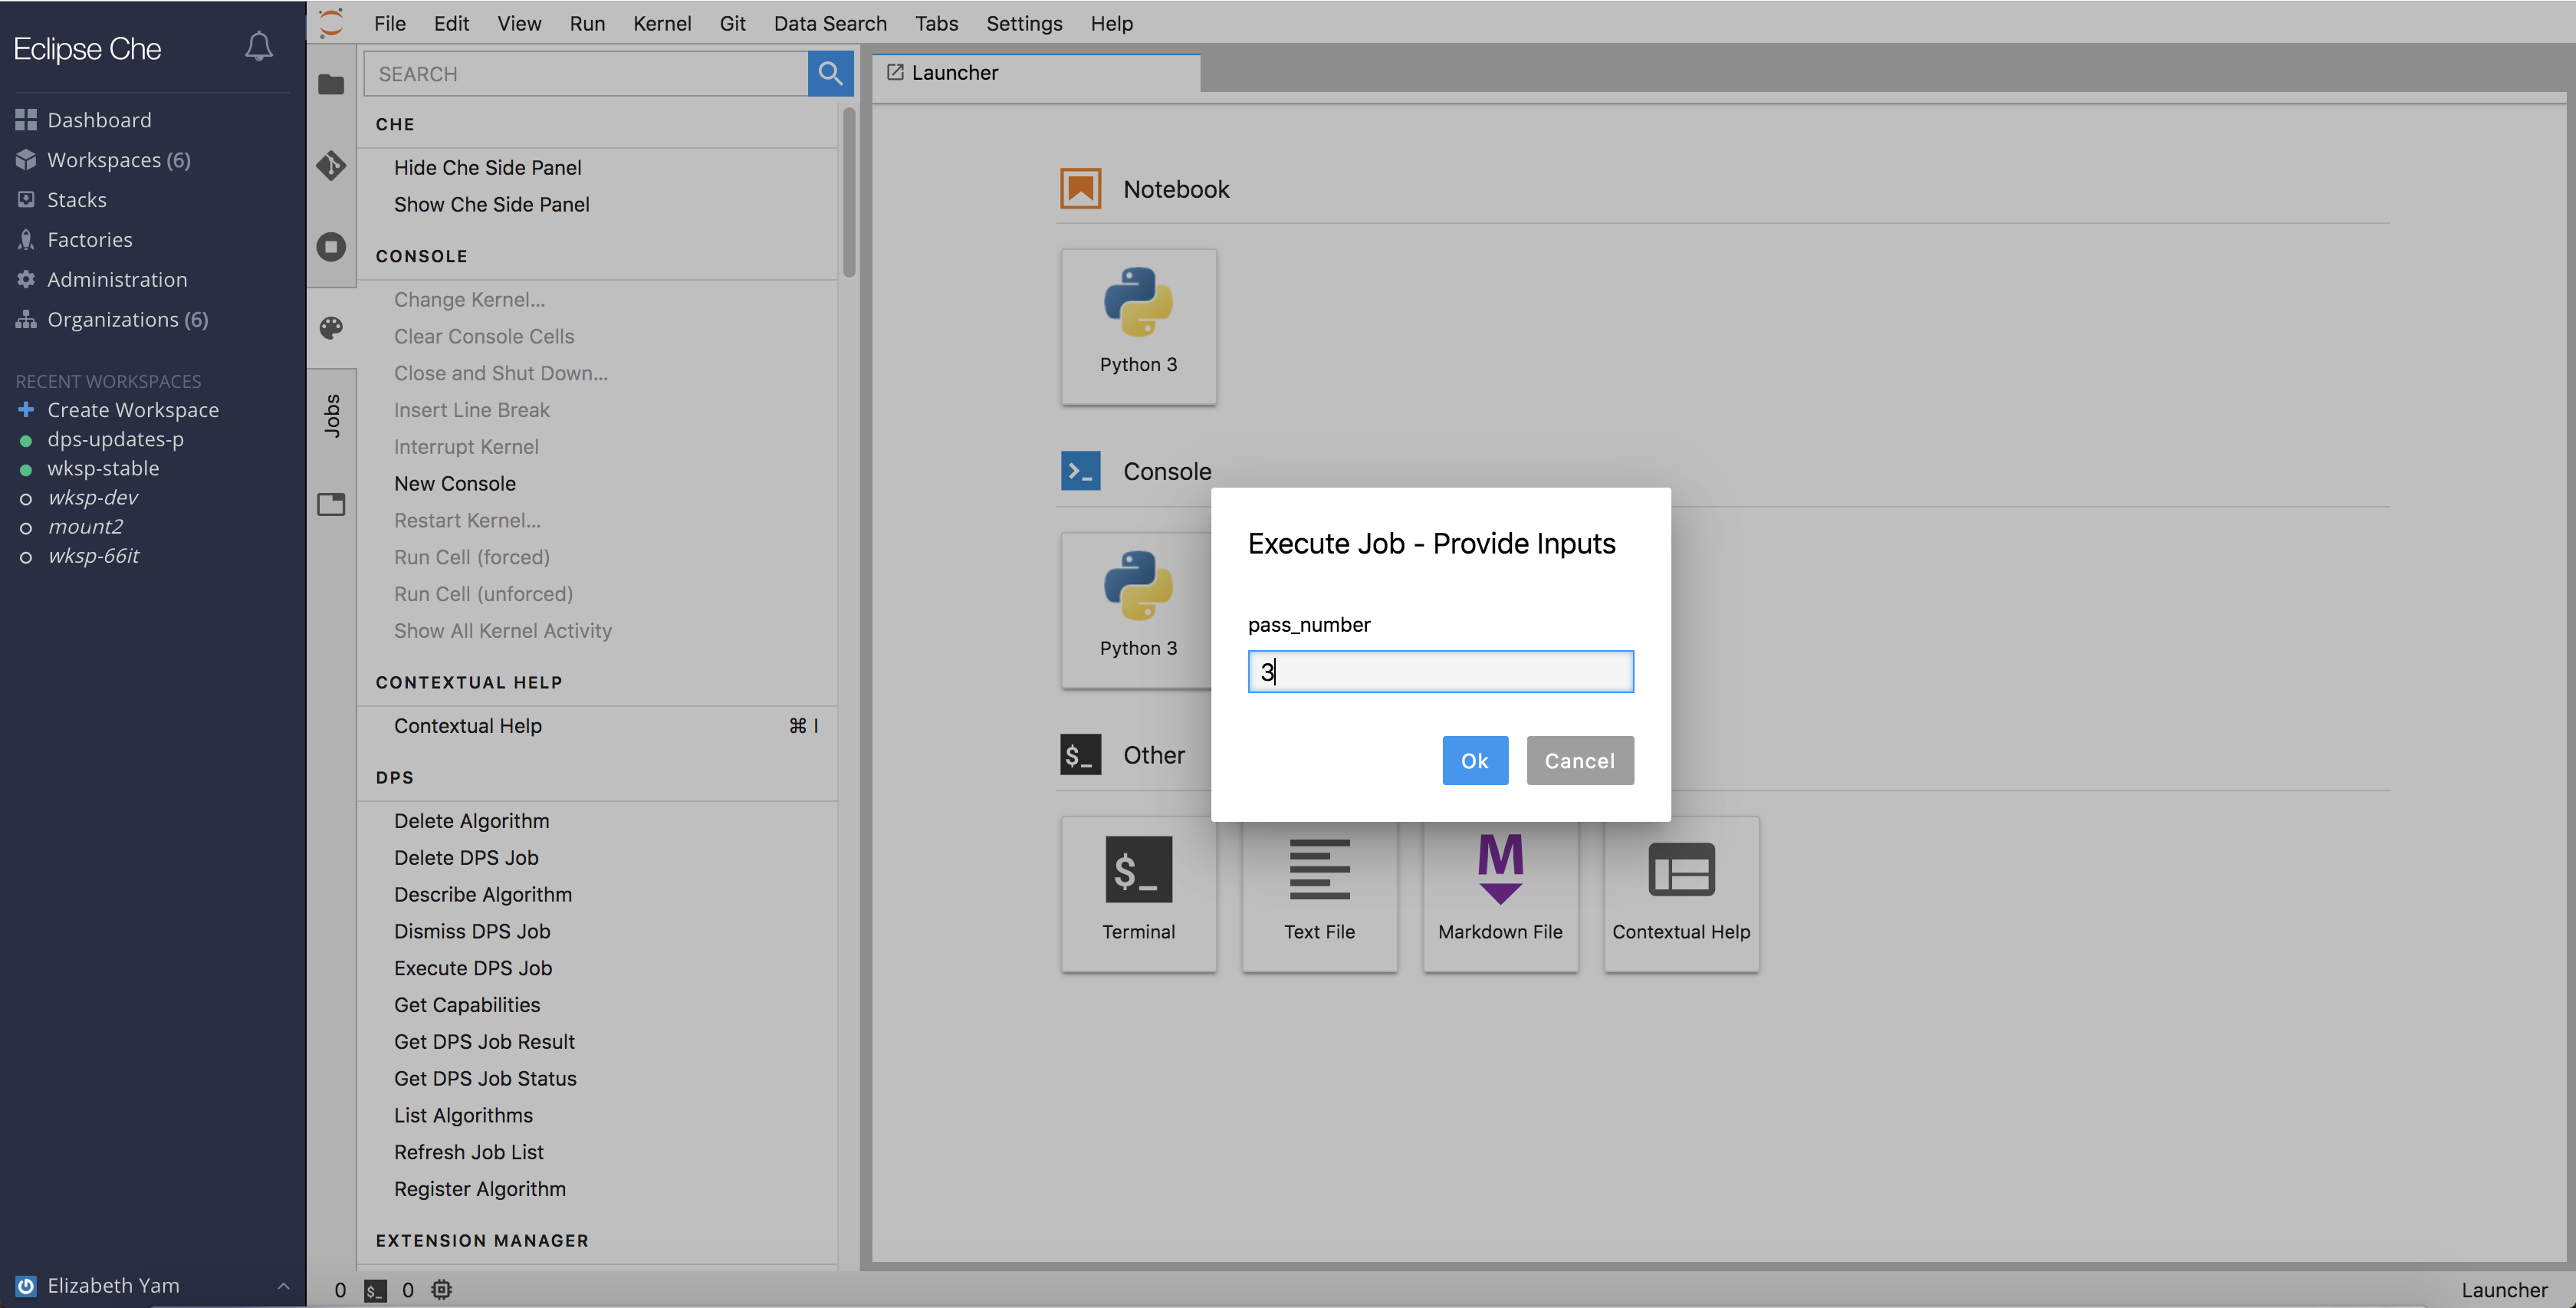 Eclipse Che
Dashboard
Workspaces (6)
Stacks
Factories
Administration
Organizations (6)
RECENT WORKSPACES
Create Workspace
dps-updates-p
wksp-stable
wksp-dev
mount2
wksp-66it
Elizabeth Yam
File Edit View Run Kernel Git Data Search Tabs Settings Help
Jobs
SEARCH
CHE
Hide Che Side Panel
Show Che Side Panel
CONSOLE
Change Kernel...
Clear Console Cells
Close and Shut Down...
Insert Line Break
Interrupt Kernel
New Console
Restart Kernel...
Run Cell (forced)
Run Cell (unforced)
Show All Kernel Activity
CONTEXTUAL HELP
Contextual Help ⌘ I
DPS
Delete Algorithm
Delete DPS Job
Describe Algorithm
Dismiss DPS Job
Execute DPS Job
Get Capabilities
Get DPS Job Result
Get DPS Job Status
List Algorithms
Refresh Job List
Register Algorithm
EXTENSION MANAGER
Launcher
Notebook
Python 3
>_ Console
Python 3
Execute Job - Provide Inputs
pass_number
3
Ok Cancel
$_ Other
$_ M
Terminal Text File Markdown File Contextual Help
0 $_ 0 Launcher